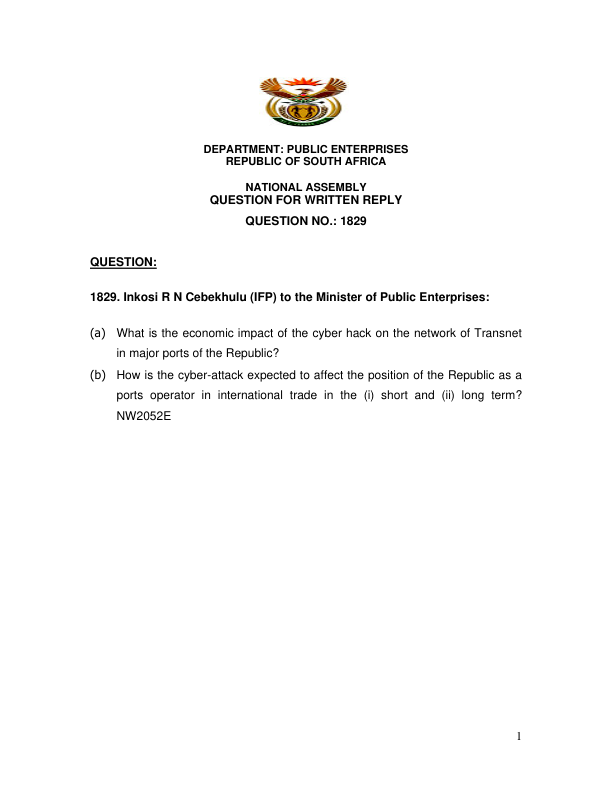 DEPARTMENT: PUBLIC ENTERPRISES
REPUBLIC OF SOUTH AFRICA
NATIONAL ASSEMBLY
QUESTION FOR WRITTEN REPLY
QUESTION NO.: 1829
QUESTION:
1829. Inkosi R N Cebekhulu (IFP) to the Minister of Public Enterprises:
(a) What is the economic impact of the cyber hack on the network of Transnet
in major ports of the Republic?
(b) How is the cyber-attack expected to affect the position of the Republic as a
ports operator in international trade in the (i) short and (ii) long term?
NW2052E
1